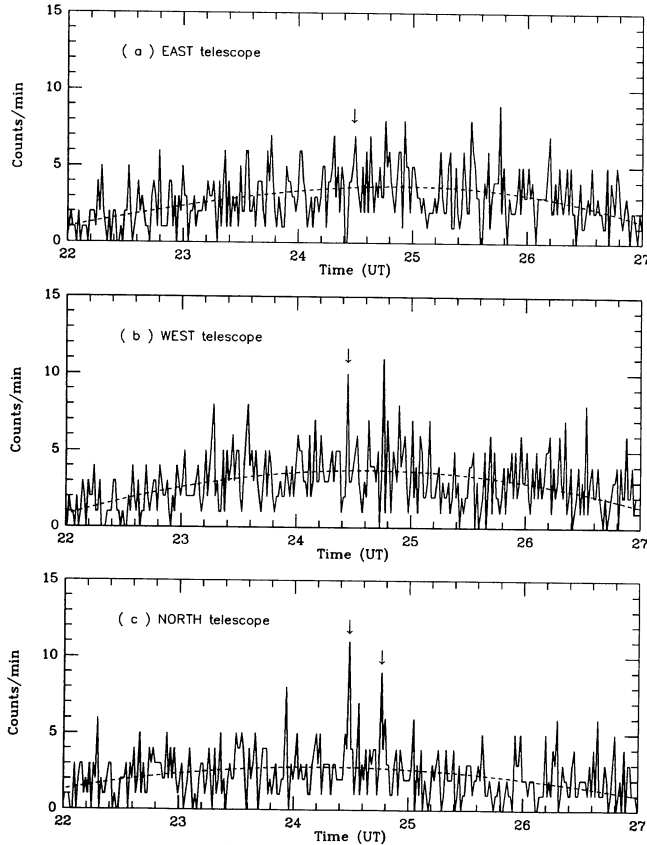 15
( a ) EAST telescope
10
Counts/min
5
0
22 23 24 25 26 27
Time (UT)
15
( b ) WEST telescope
10
Counts/min
5
0
22 23 24 25 26 27
Time (UT)
15
( c ) NORTH telescope
10
Counts/min
5
0
22 23 24 25 26 27
Time (UT)